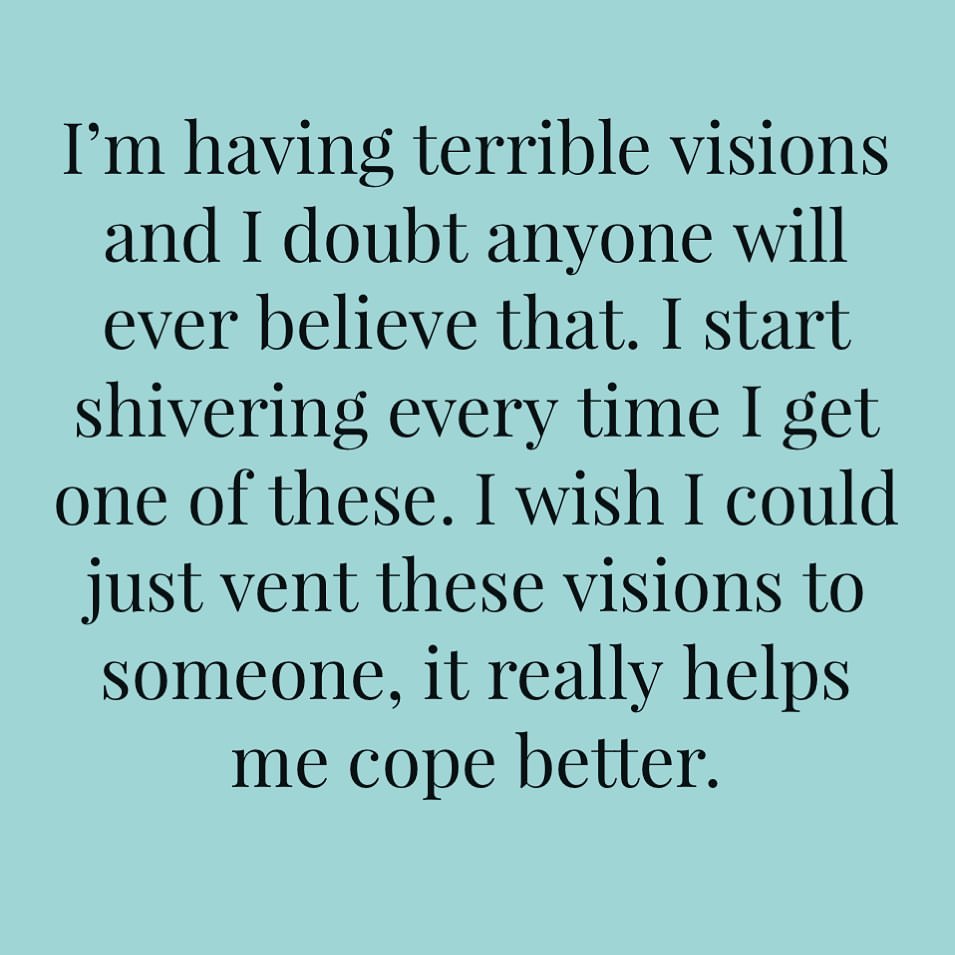 I’m having terrible visions
and I doubt anyone will
ever believe that. I start
shivering every time I get
one of these. I wish I could
just vent these visions to
someone, it really helps
me cope better.